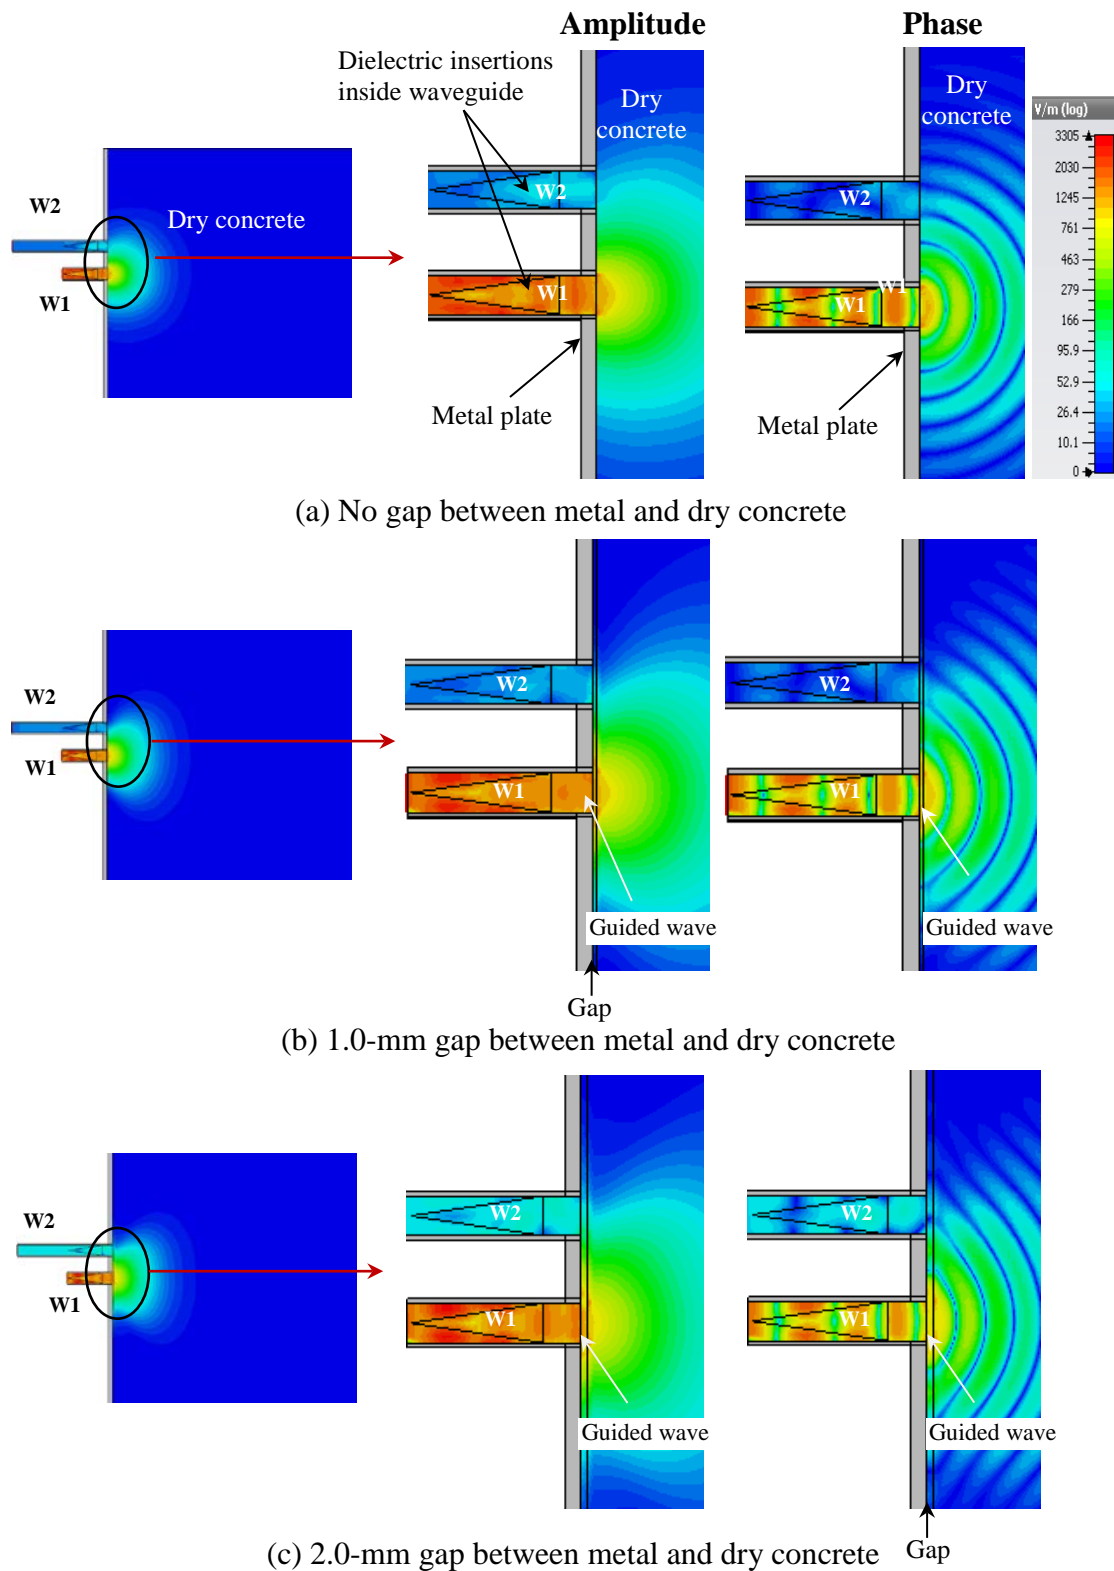 Amplitude
Phase
Dielectric insertions
inside waveguide
Dry
concrete
Dry
concrete
V/m (log)
3305
2030
1245
761
463
279
166
95.9
52.9
26.4
10.1
0
W2
Dry concrete
W1
W2
W1
W2
W1
W1
Metal plate
Metal plate
(a) No gap between metal and dry concrete
W2
W1
W2
W1
W2
W1
Guided wave
Guided wave
Gap
(b) 1.0-mm gap between metal and dry concrete
W2
W1
W2
W1
W2
W1
Guided wave
Guided wave
Gap
(c) 2.0-mm gap between metal and dry concrete